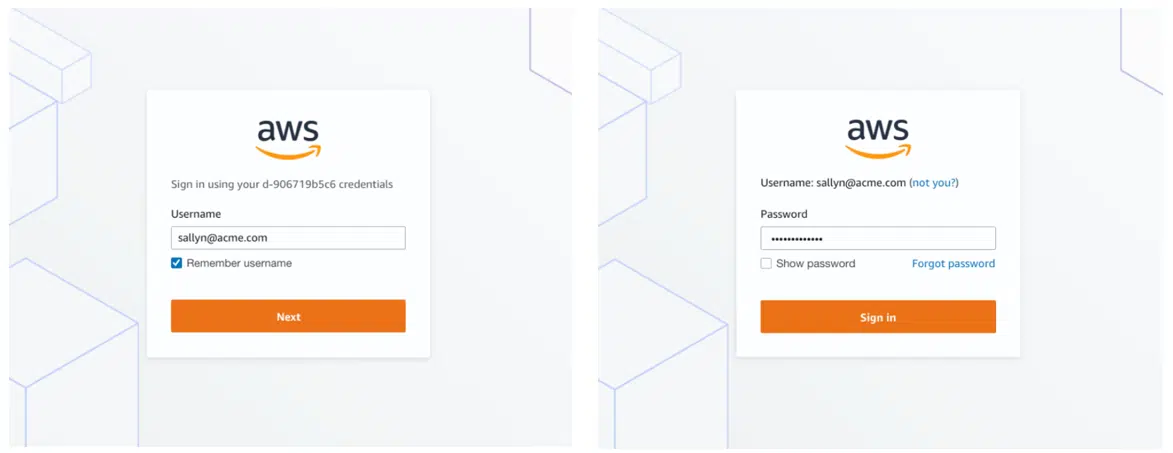 aws
Sign in using your d-906719b5c6 credentials
Username
sallyn@acme.com
Remember username
Next
aws
Username: sallyn@acme.com (not you?)
Password
•••••••••••••
Show password Forgot password
Sign in